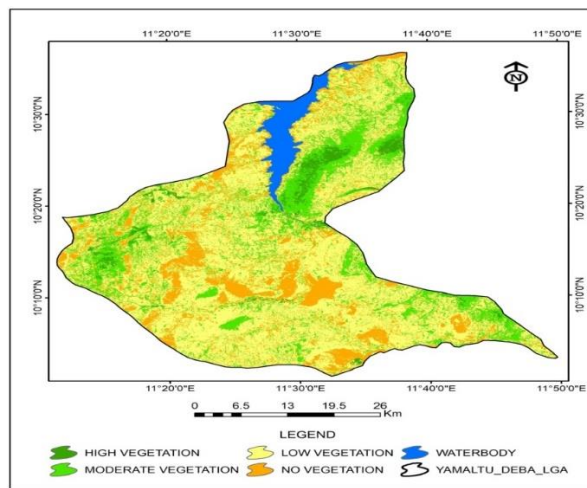 11°20'0"E 11°30'0"E 11°40'0"E 11°50'0"E
N
10°30'0"N 10°30'0"N
10°20'0"N 10°20'0"N
10°10'0"N 10°10'0"N
11°20'0"E 11°30'0"E 11°40'0"E 11°50'0"E
0 6.5 13 19.5 26
Km
LEGEND
HIGH VEGETATION LOW VEGETATION WATERBODY
MODERATE VEGETATION NO VEGETATION YAMALTU_DEBA_LGA